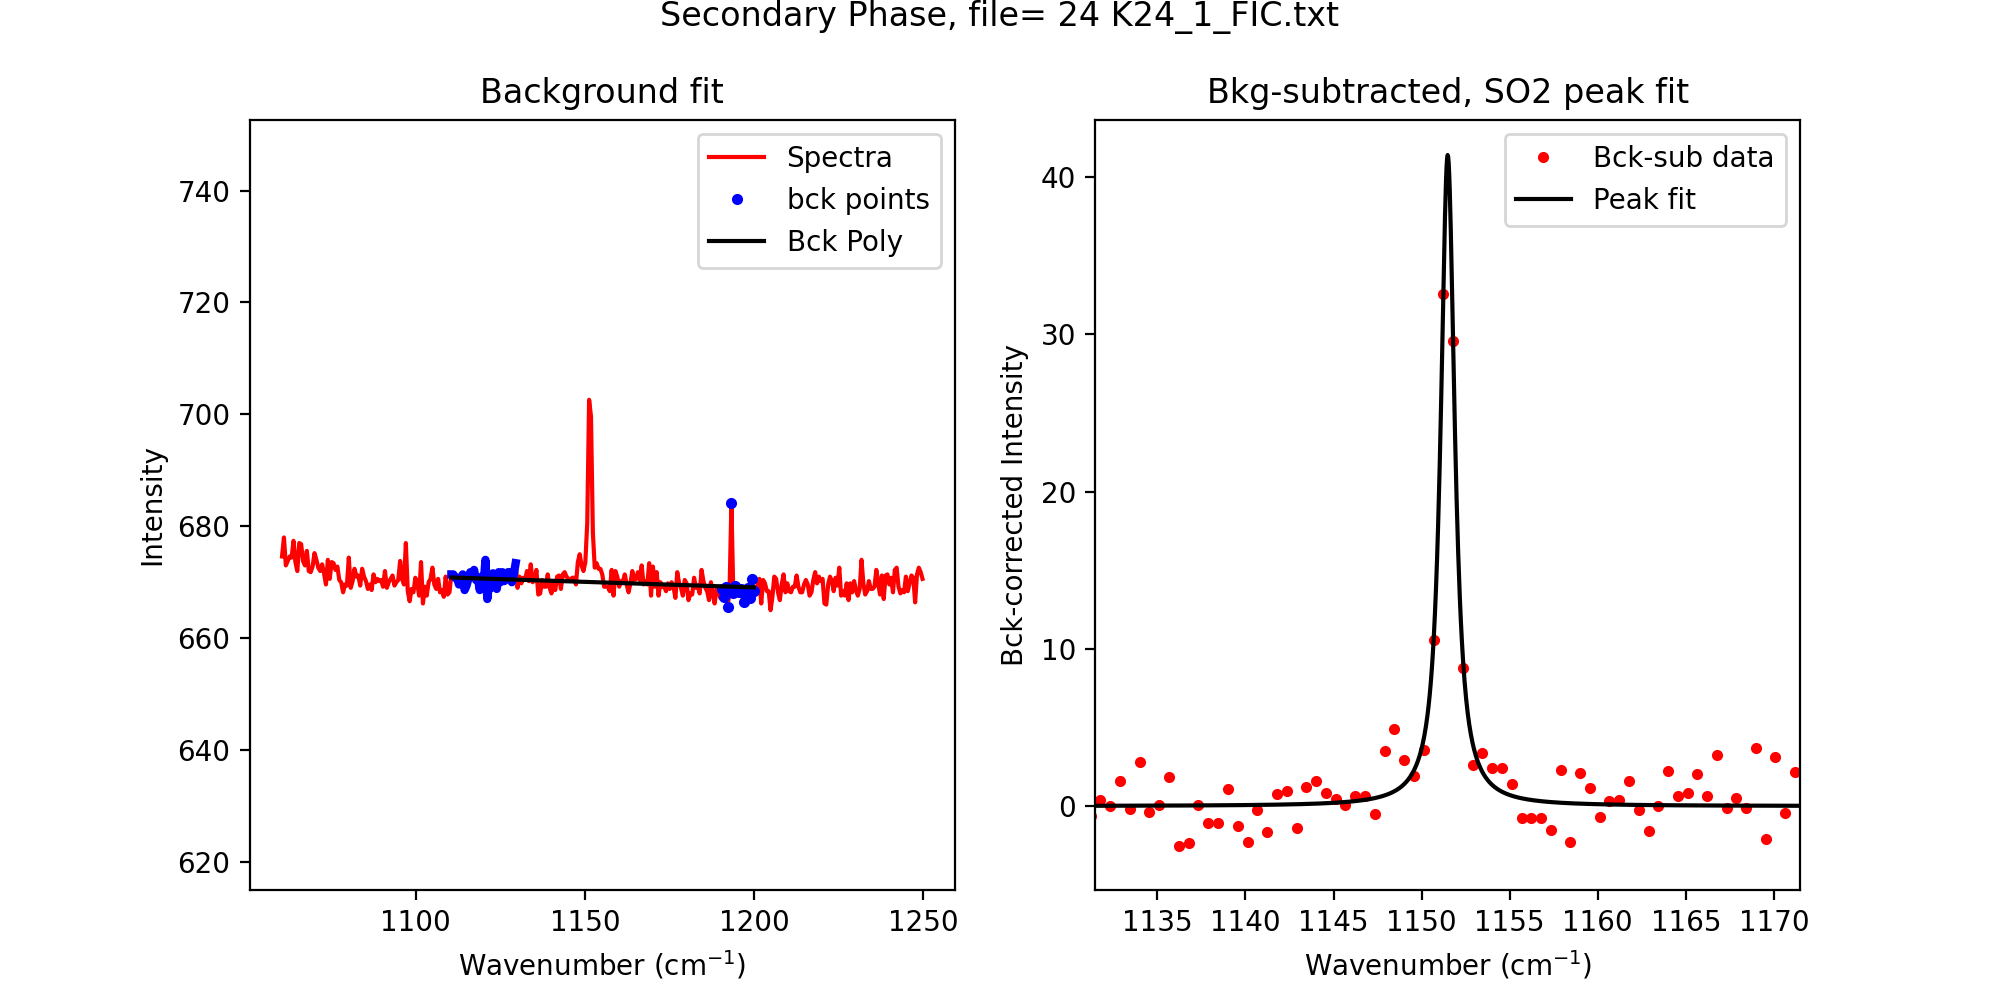 Secondary Phase, file= 24 K24_1_FIC.txt
Background fit
Spectra
bck points
Bck Poly
740
720
700
680
660
640
620
Intensity
1100 1150 1200 1250
Wavenumber (cm⁻¹)
Bkg-subtracted, SO2 peak fit
Bck-sub data
Peak fit
40
30
20
10
0
Bck-corrected Intensity
1135 1140 1145 1150 1155 1160 1165 1170
Wavenumber (cm⁻¹)